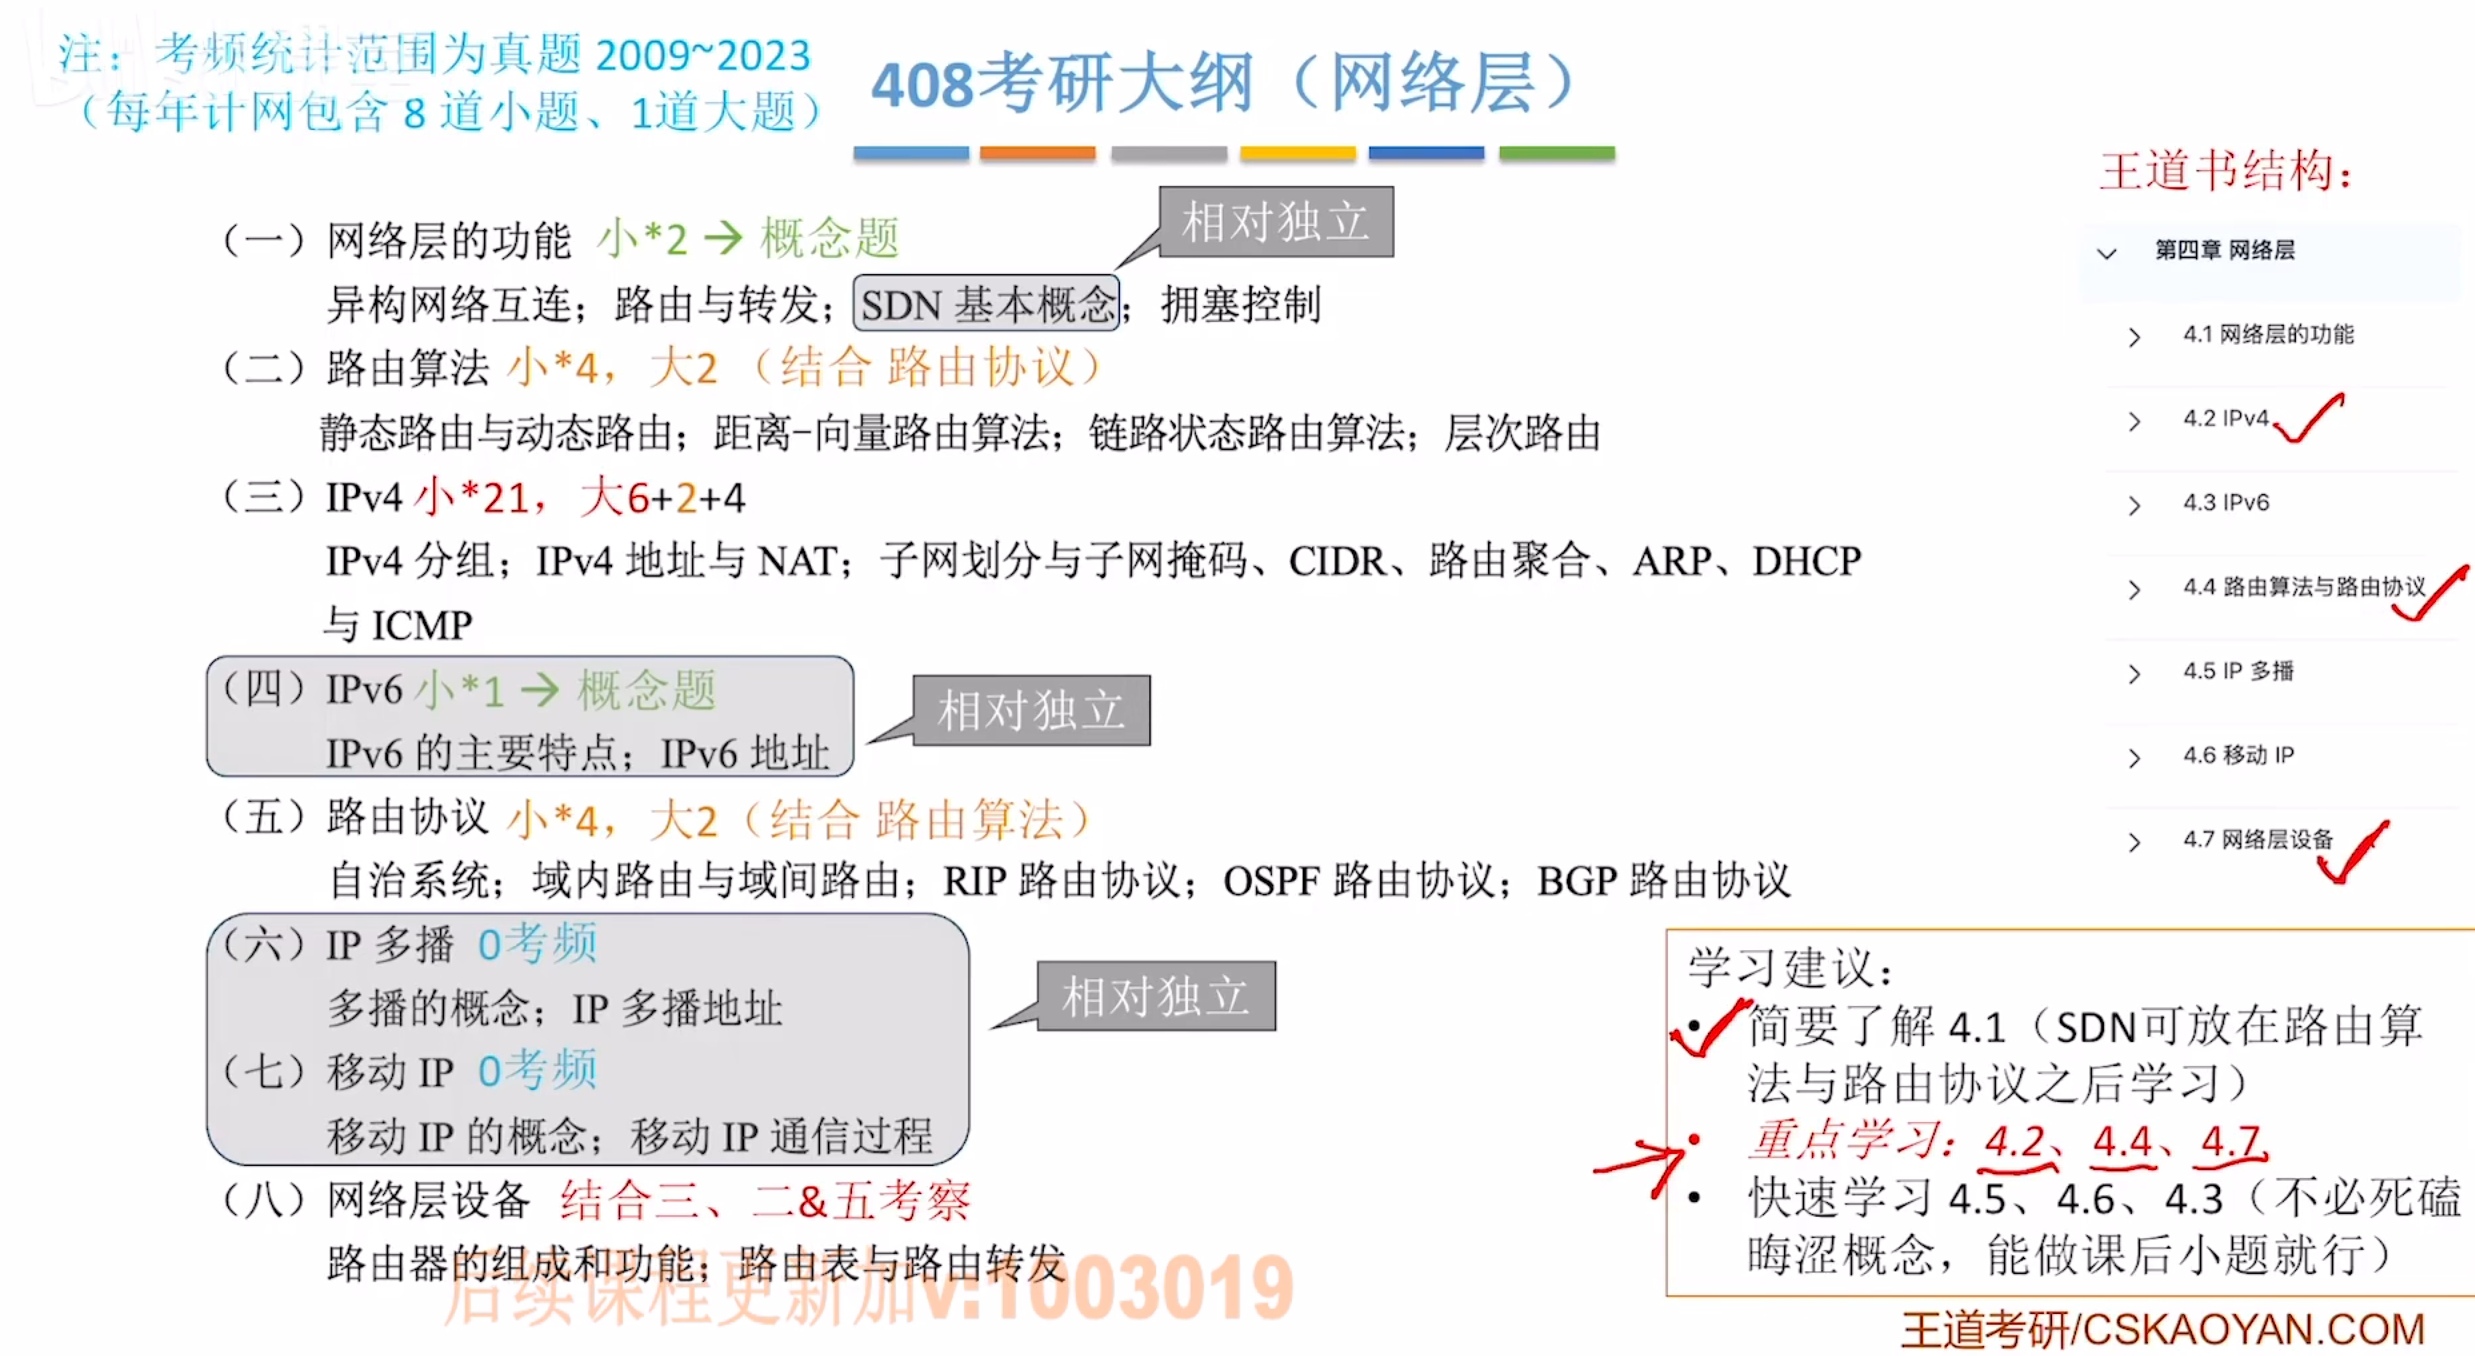 注：考频统计范围为真题 2009~2023
（每年计网包含 8 道小题、1道大题）
408考研大纲（网络层）
（一）网络层的功能 小*2 → 概念题
相对独立
异构网络互连；路由与转发；SDN 基本概念；拥塞控制
（二）路由算法 小*4，大2（结合 路由协议）
静态路由与动态路由；距离-向量路由算法；链路状态路由算法；层次路由
（三）IPv4 小*21，大6+2+4
IPv4 分组；IPv4 地址与 NAT；子网划分与子网掩码、CIDR、路由聚合、ARP、DHCP
与 ICMP
（四）IPv6 小*1 → 概念题
IPv6 的主要特点；IPv6 地址
相对独立
（五）路由协议 小*4，大2（结合 路由算法）
自治系统；域内路由与域间路由；RIP 路由协议；OSPF 路由协议；BGP 路由协议
（六）IP 多播 0考频
多播的概念；IP 多播地址
相对独立
（七）移动 IP 0考频
移动 IP 的概念；移动 IP 通信过程
（八）网络层设备 结合三、二&五考察
路由器的组成和功能；路由表与路由转发
后续课程更新加v:1003019
王道书结构：
第四章 网络层
4.1 网络层的功能
4.2 IPv4
4.3 IPv6
4.4 路由算法与路由协议
4.5 IP 多播
4.6 移动 IP
4.7 网络层设备
学习建议：
• 简要了解 4.1（SDN可放在路由算
法与路由协议之后学习）
• 重点学习：4.2、4.4、4.7
• 快速学习 4.5、4.6、4.3（不必死磕
晦涩概念，能做课后小题就行）
王道考研/CSKAOYAN.COM